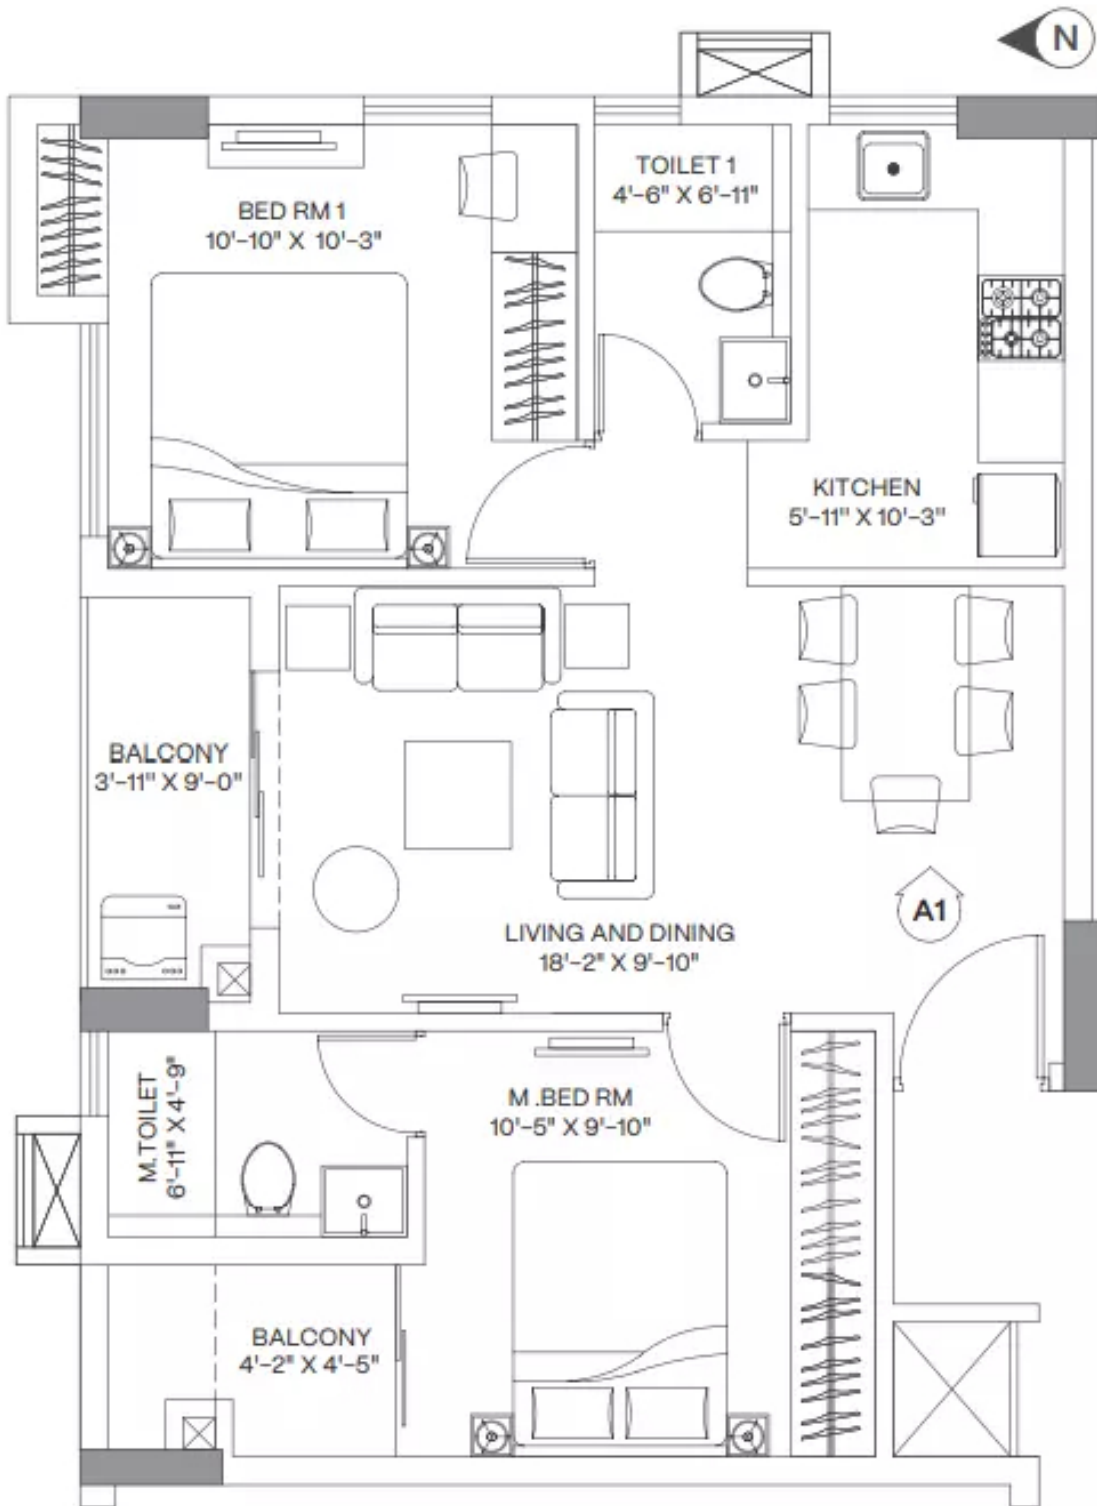 N
TOILET 1
4'-6" X 6'-11"
BED RM 1
10'-10" X 10'-3"
KITCHEN
5'-11" X 10'-3"
BALCONY
3'-11" X 9'-0"
A1
LIVING AND DINING
18'-2" X 9'-10"
M.TOILET
6'-11" X 4'-9"
M .BED RM
10'-5" X 9'-10"
BALCONY
4'-2" X 4'-5"